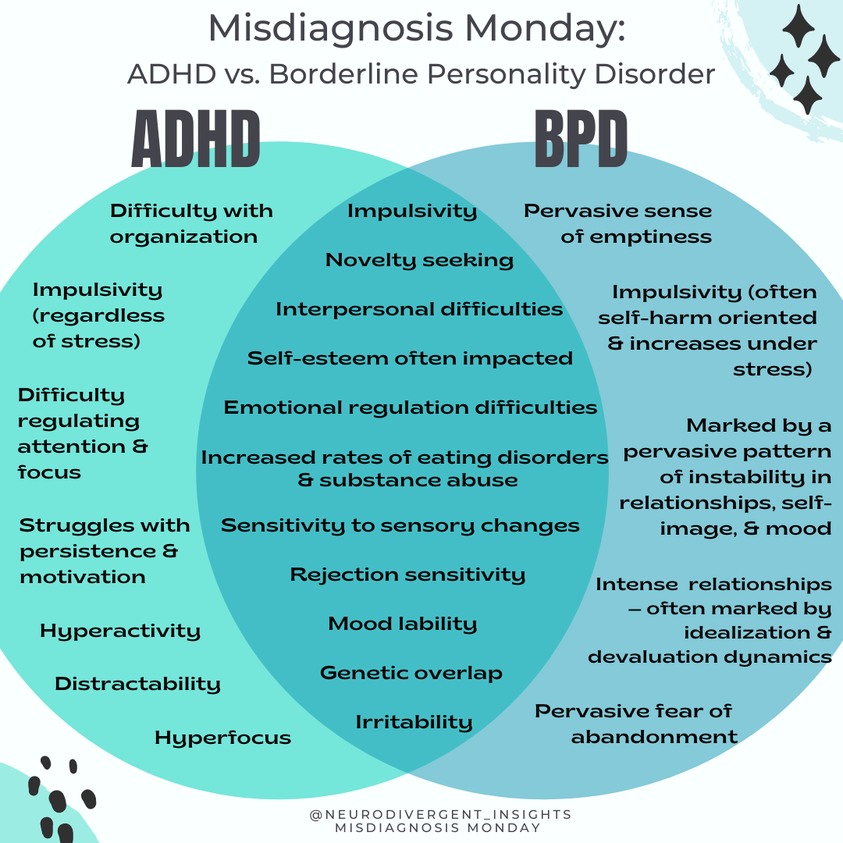 Misdiagnosis Monday:
ADHD vs. Borderline Personality Disorder
ADHD
BPD
Difficulty with
organization
Impulsivity
(regardless
of stress)
Difficulty
regulating
attention &
focus
Struggles with
persistence &
motivation
Hyperactivity
Distractability
Hyperfocus
Impulsivity
Novelty seeking
Interpersonal difficulties
Self-esteem often impacted
Emotional regulation difficulties
Increased rates of eating disorders
& substance abuse
Sensitivity to sensory changes
Rejection sensitivity
Mood lability
Genetic overlap
Irritability
Pervasive sense
of emptiness
Impulsivity (often
self-harm oriented
& increases under
stress)
Marked by a
pervasive pattern
of instability in
relationships, self-
image, & mood
Intense relationships
– often marked by
idealization &
devaluation dynamics
Pervasive fear of
abandonment
@NEURODIVERGENT_INSIGHTS
MISDIAGNOSIS MONDAY